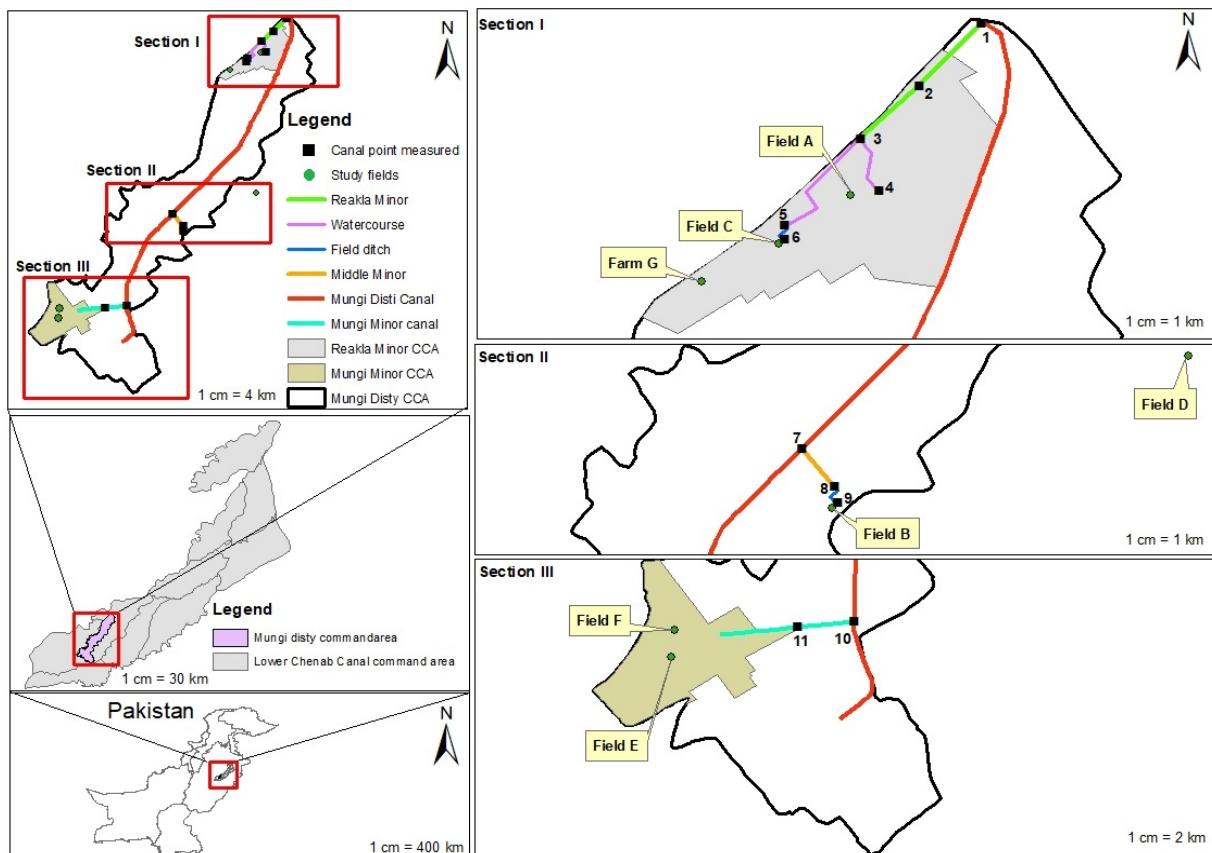 Section I
N
Section II
Section III
Legend
Canal point measured
Study fields
Reakla Minor
Watercourse
Field ditch
Middle Minor
Mungi Disti Canal
Mungi Minor canal
Reakla Minor CCA
Mungi Minor CCA
Mungi Disty CCA
1 cm = 4 km
Legend
Mungi disty commandarea
Lower Chenab Canal command area
1 cm = 30 km
Pakistan
N
1 cm = 400 km
Section I
N
1
2
3
Field A
4
5
Field C
6
Farm G
1 cm = 1 km
Section II
Field D
7
8
9
Field B
1 cm = 1 km
Section III
Field F
11
10
Field E
1 cm = 2 km